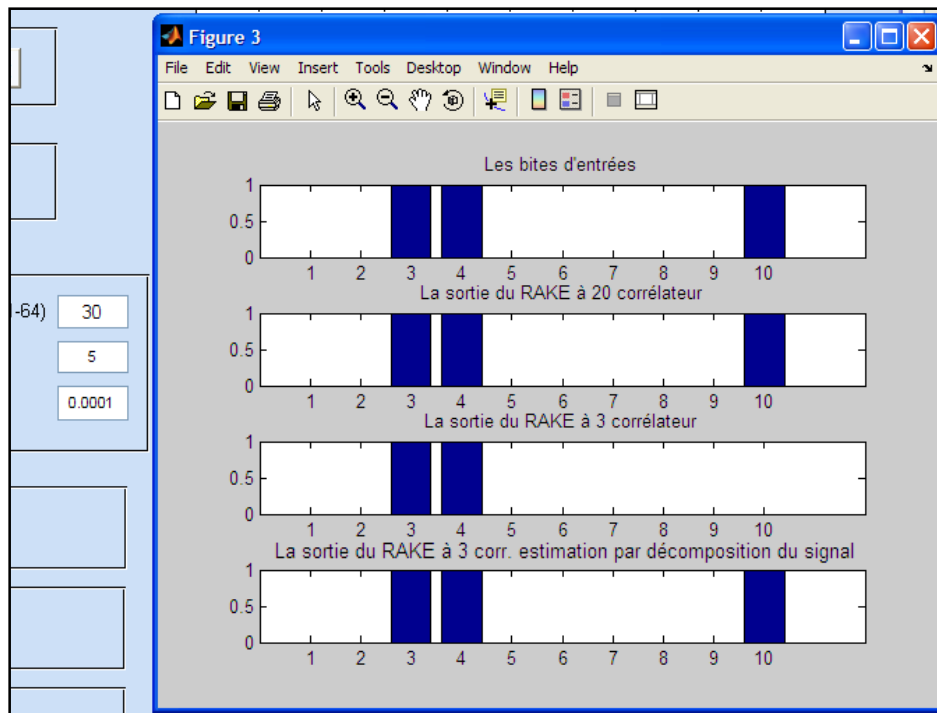 Figure 3
File Edit View Insert Tools Desktop Window Help
Les bites d'entrées
1
0.5
0
1 2 3 4 5 6 7 8 9 10
La sortie du RAKE à 20 corrélateur
1
0.5
0
1 2 3 4 5 6 7 8 9 10
La sortie du RAKE à 3 corrélateur
1
0.5
0
1 2 3 4 5 6 7 8 9 10
La sortie du RAKE à 3 corr. estimation par décomposition du signal
1
0.5
0
1 2 3 4 5 6 7 8 9 10
-64) 30
5
0.0001